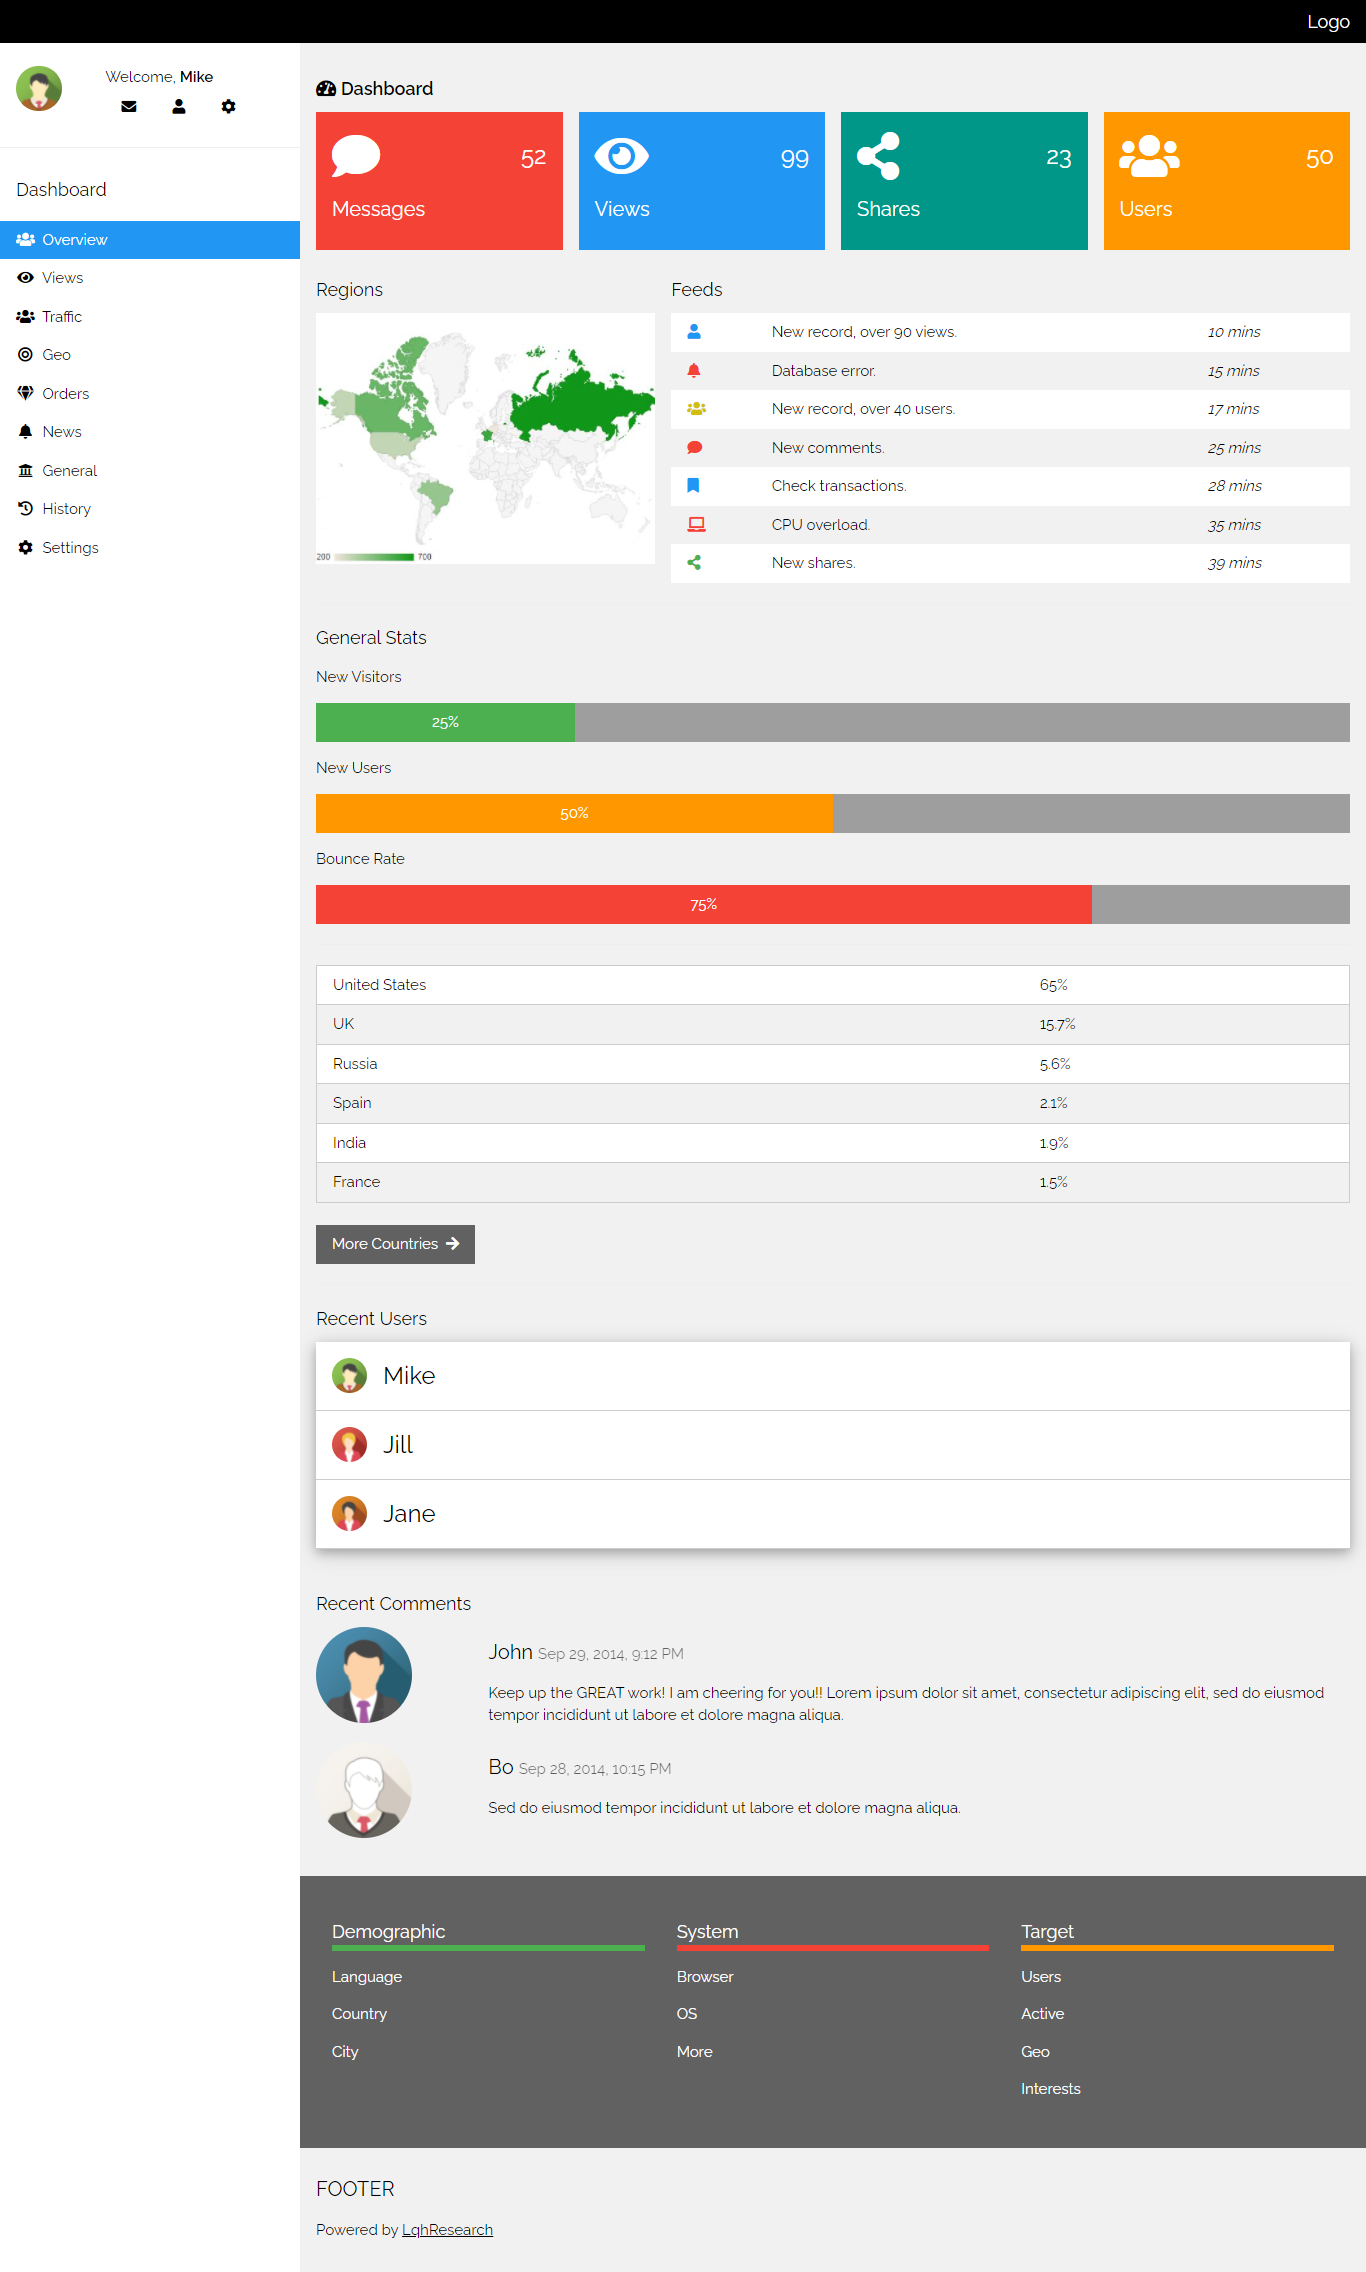 Logo
Welcome, Mike
Dashboard
Overview
Views
Traffic
Geo
Orders
News
General
History
Settings
Dashboard
52
Messages
99
Views
23
Shares
50
Users
Regions
200 700
Feeds
New record, over 90 views. 10 mins
Database error. 15 mins
New record, over 40 users. 17 mins
New comments. 25 mins
Check transactions. 28 mins
CPU overload. 35 mins
New shares. 39 mins
General Stats
New Visitors
25%
New Users
50%
Bounce Rate
75%
United States 65%
UK 15.7%
Russia 5.6%
Spain 2.1%
India 1.9%
France 1.5%
More Countries
Recent Users
Mike
Jill
Jane
Recent Comments
John Sep 29, 2014, 9:12 PM
Keep up the GREAT work! I am cheering for you!! Lorem ipsum dolor sit amet, consectetur adipiscing elit, sed do eiusmod
tempor incididunt ut labore et dolore magna aliqua.
Bo Sep 28, 2014, 10:15 PM
Sed do eiusmod tempor incididunt ut labore et dolore magna aliqua.
Demographic
Language
Country
City
System
Browser
OS
More
Target
Users
Active
Geo
Interests
FOOTER
Powered by LqhResearch